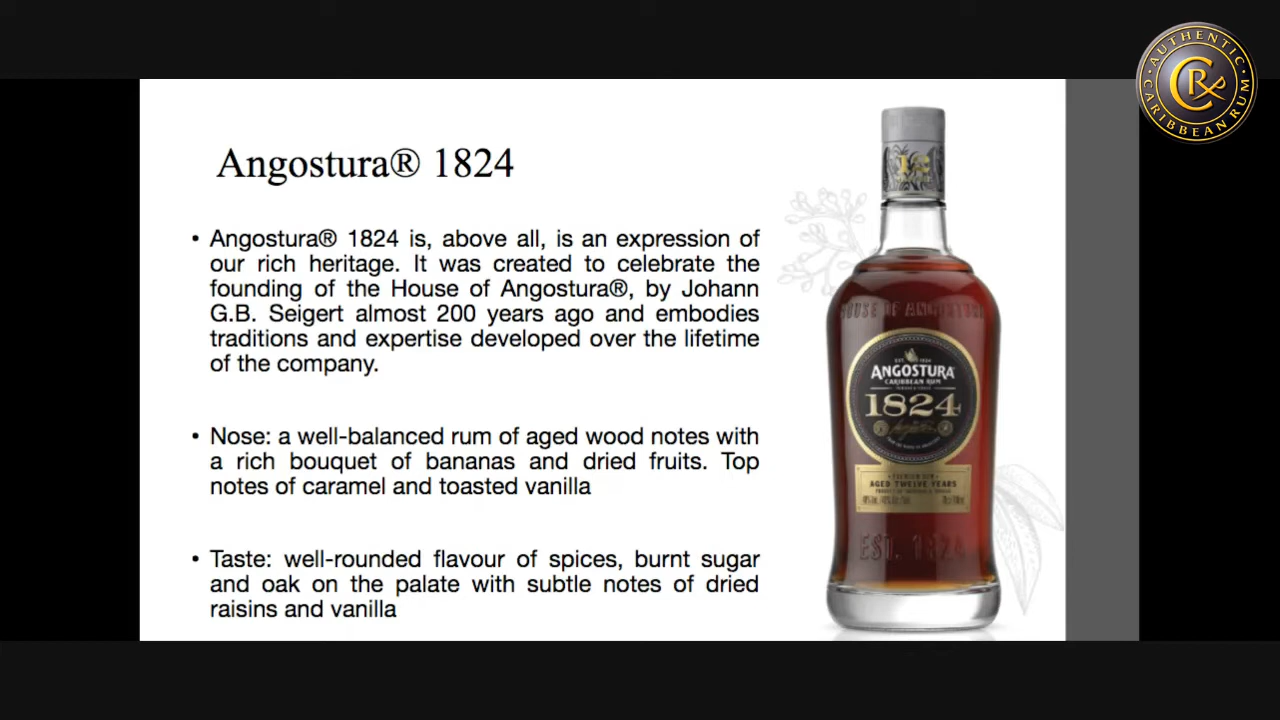 AUTHENTIC
CARIBBEAN RUM
CR
Angostura® 1824
• Angostura® 1824 is, above all, is an expression of
our rich heritage. It was created to celebrate the
founding of the House of Angostura®, by Johann
G.B. Seigert almost 200 years ago and embodies
traditions and expertise developed over the lifetime
of the company.
• Nose: a well-balanced rum of aged wood notes with
a rich bouquet of bananas and dried fruits. Top
notes of caramel and toasted vanilla
• Taste: well-rounded flavour of spices, burnt sugar
and oak on the palate with subtle notes of dried
raisins and vanilla
12
HOUSE OF ANGOSTURA
EST. 1824
ANGOSTURA
CARIBBEAN RUM
1824
PREMIUM RUM
AGED TWELVE YEARS
EST. 1824